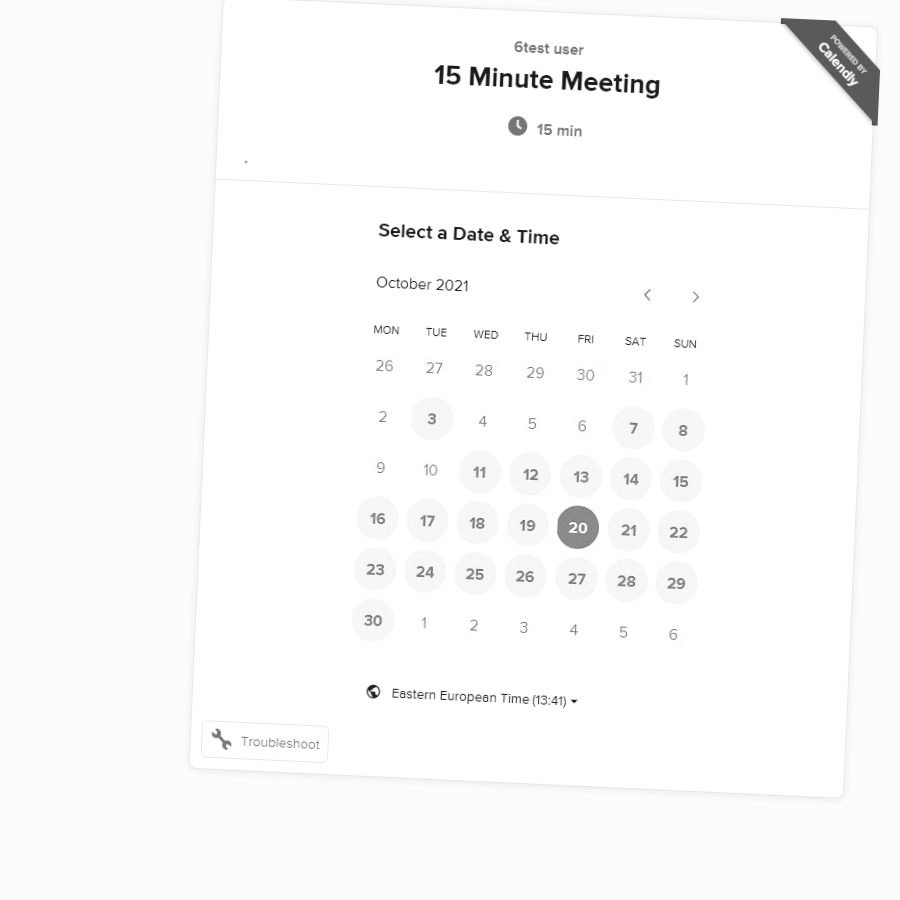 6test user
15 Minute Meeting
15 min
POWERED BY
Calendly
.
Select a Date & Time
October 2021
MON TUE WED THU FRI SAT SUN
26 27 28 29 30 31 1
2 3 4 5 6 7 8
9 10 11 12 13 14 15
16 17 18 19 20 21 22
23 24 25 26 27 28 29
30 1 2 3 4 5 6
Eastern European Time (13:41)
Troubleshoot